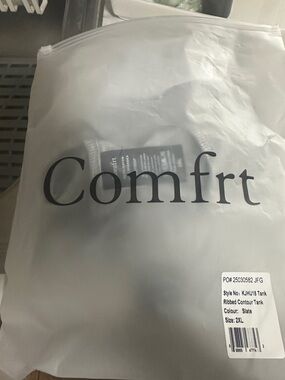 Comfrt
PO# 25030562 JFG
Style No: KJHU18 Tank
Ribbed Contour Tank
Colour: Slate
Size: 2XL